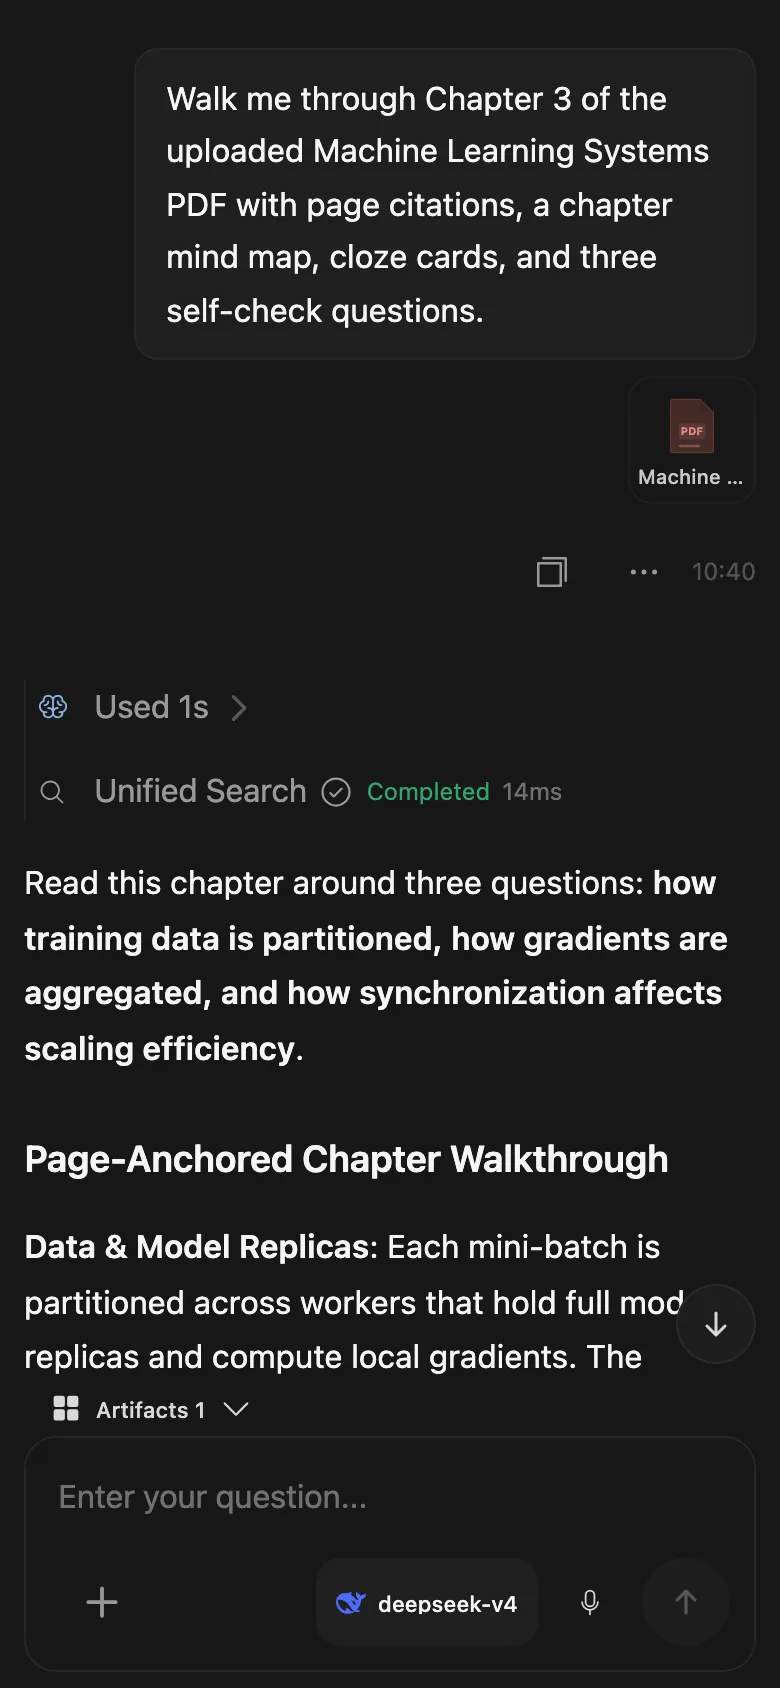 Walk me through Chapter 3 of the
uploaded Machine Learning Systems
PDF with page citations, a chapter
mind map, cloze cards, and three
self-check questions.
PDF
Machine ...
10:40
Used 1s
Unified Search Completed 14ms
Read this chapter around three questions: how
training data is partitioned, how gradients are
aggregated, and how synchronization affects
scaling efficiency.
Page-Anchored Chapter Walkthrough
Data & Model Replicas: Each mini-batch is
partitioned across workers that hold full mod
replicas and compute local gradients. The
Artifacts 1
Enter your question...
deepseek-v4